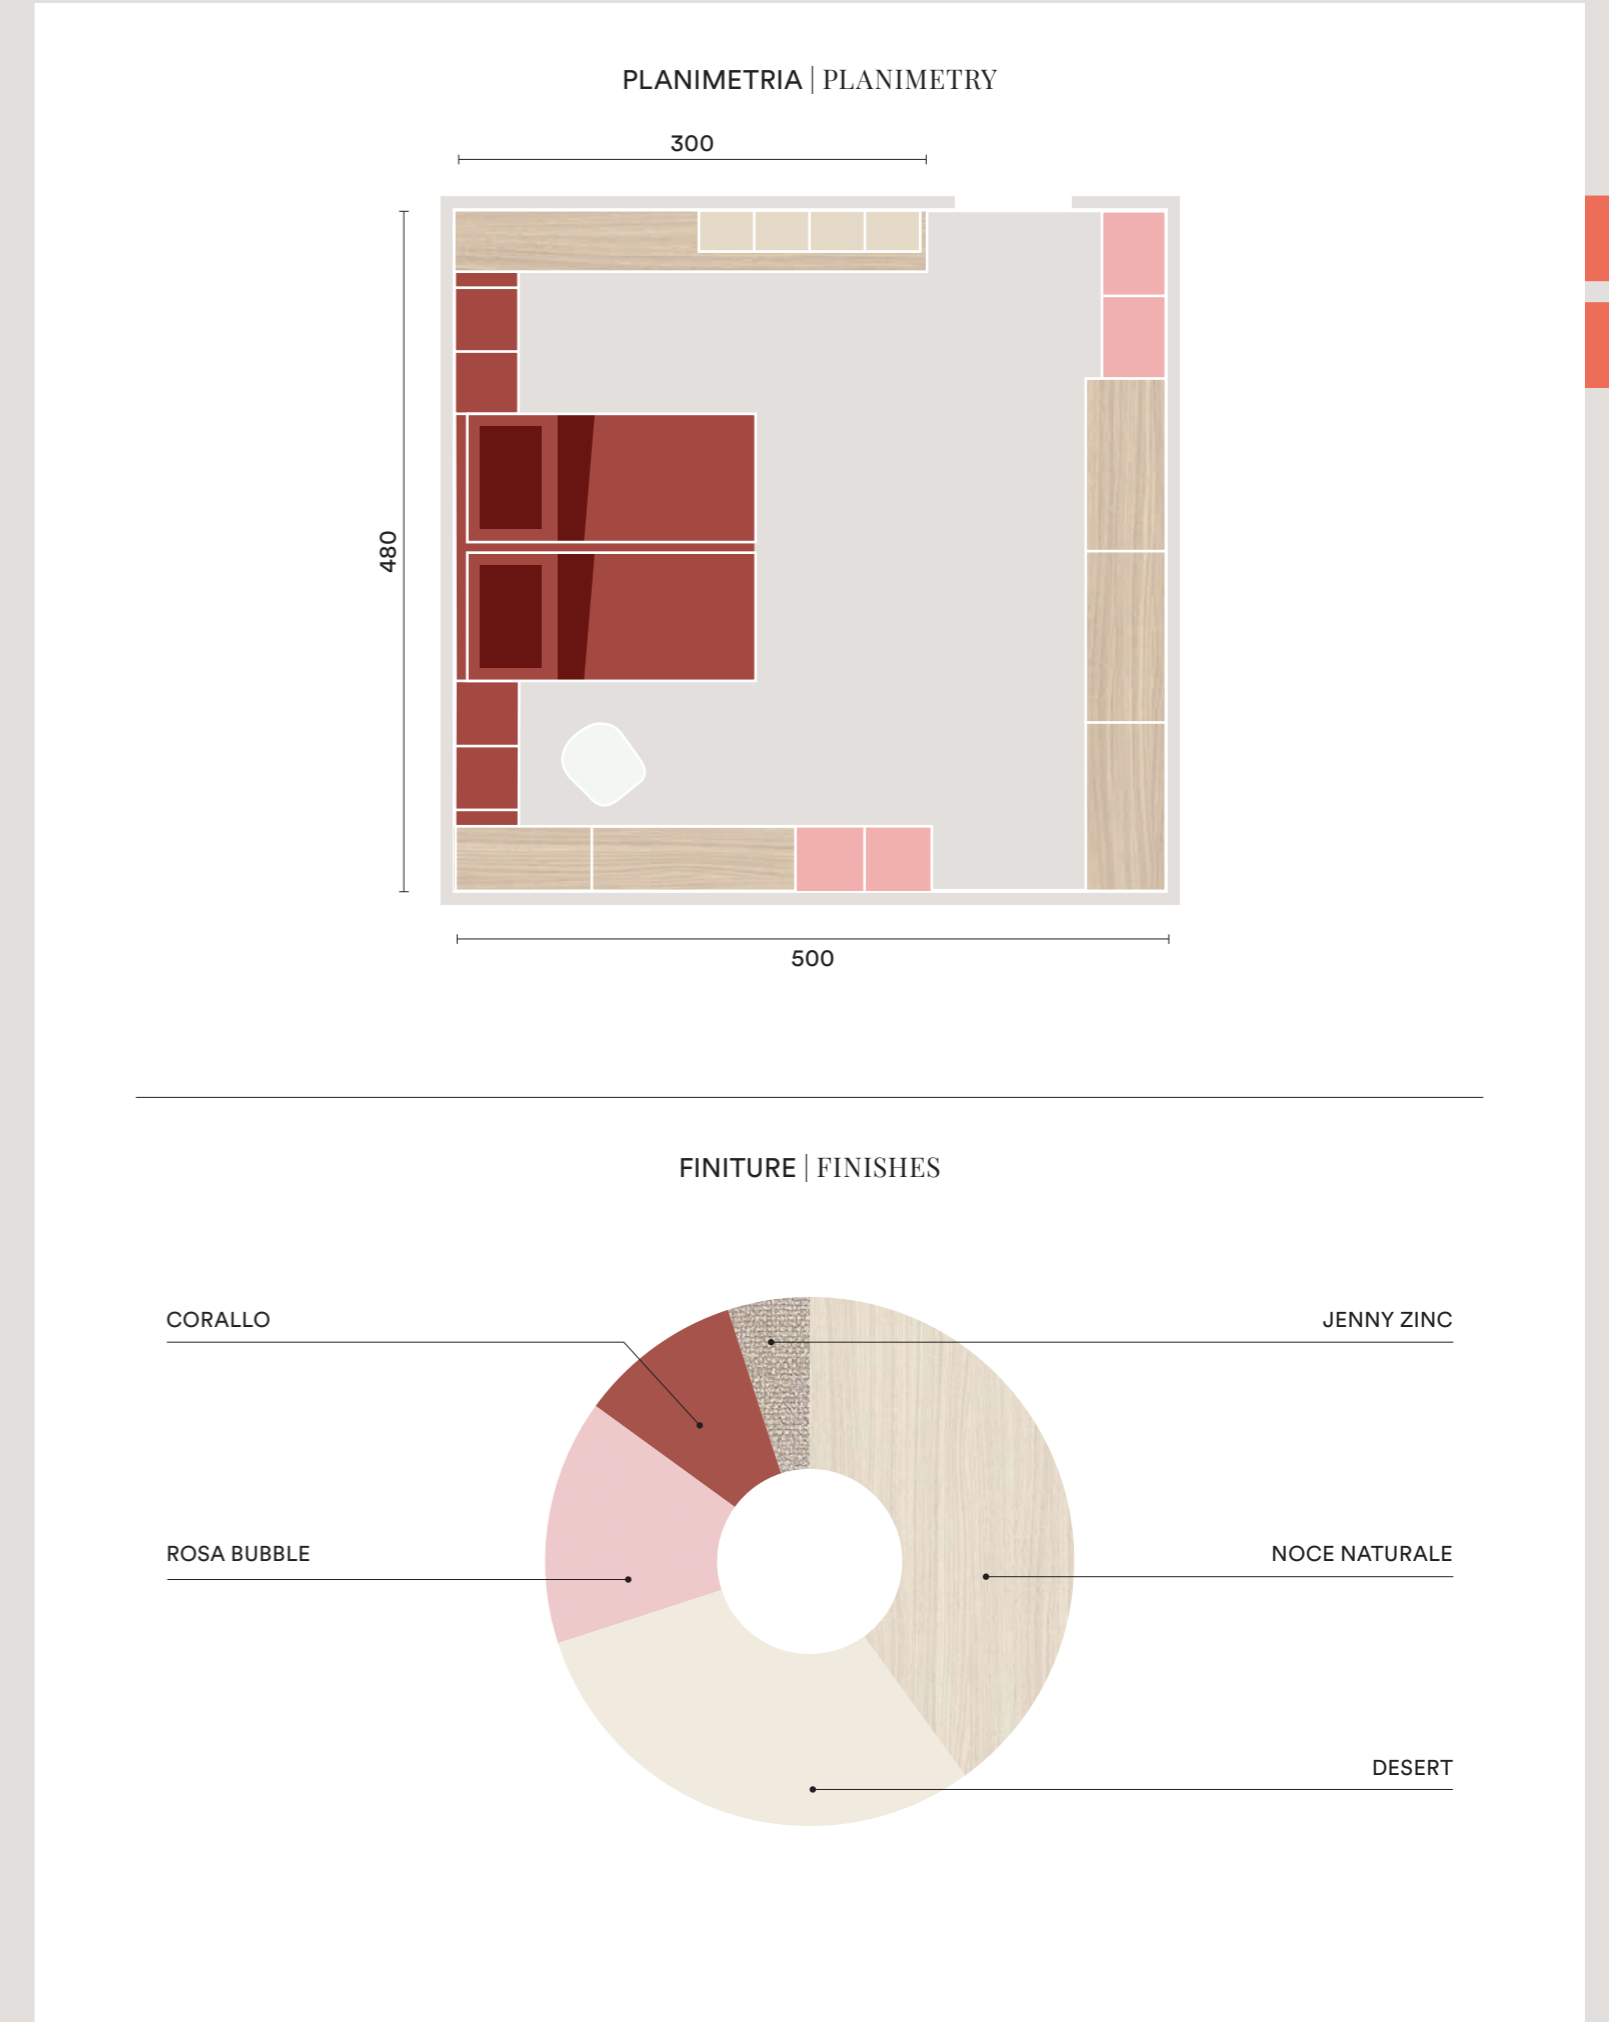 PLANIMETRIA | PLANIMETRY
300
480
500
FINITURE | FINISHES
CORALLO
JENNY ZINC
ROSA BUBBLE
NOCE NATURALE
DESERT